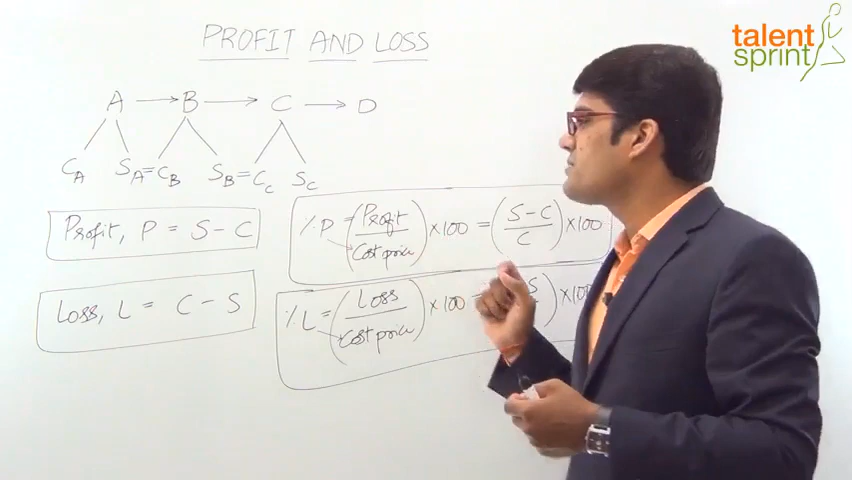 PROFIT AND LOSS
talent
sprint
A → B → C → D
C_A S_A = C_B S_B = C_C S_C
Profit, P = S - C
% P = (Profit / Cost price) × 100 = (S - C / C) × 100
Loss, L = C - S
% L = (Loss / Cost price) × 100 = S ) × 100